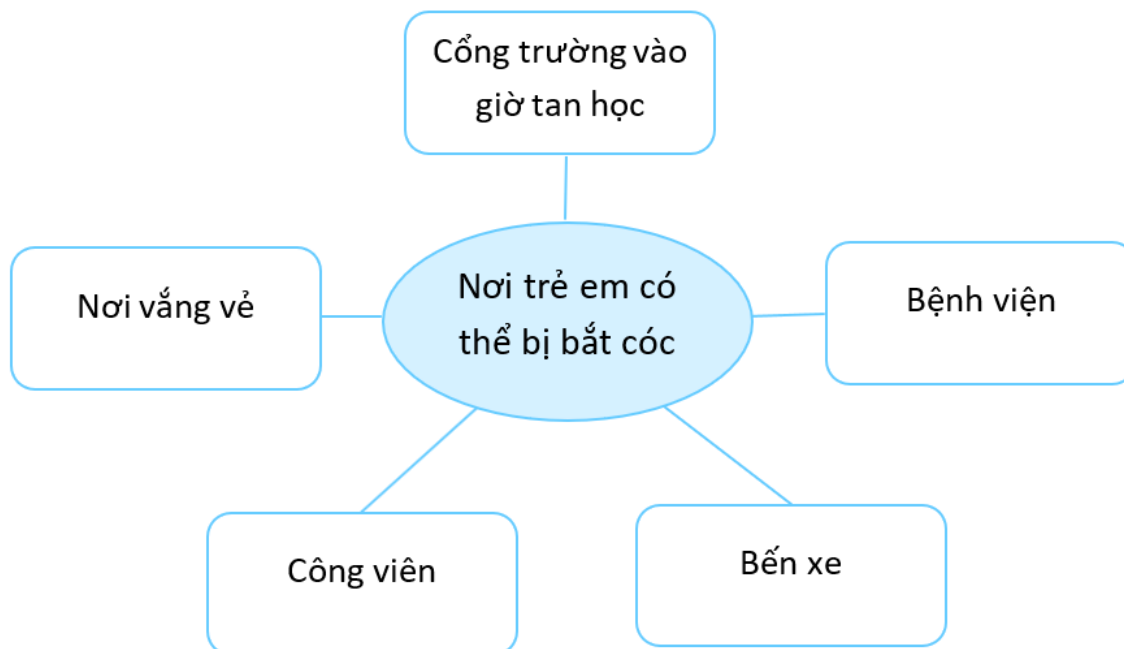 Cổng trường vào
giờ tan học
Nơi vắng vẻ
Nơi trẻ em có
thể bị bắt cóc
Bệnh viện
Công viên
Bến xe